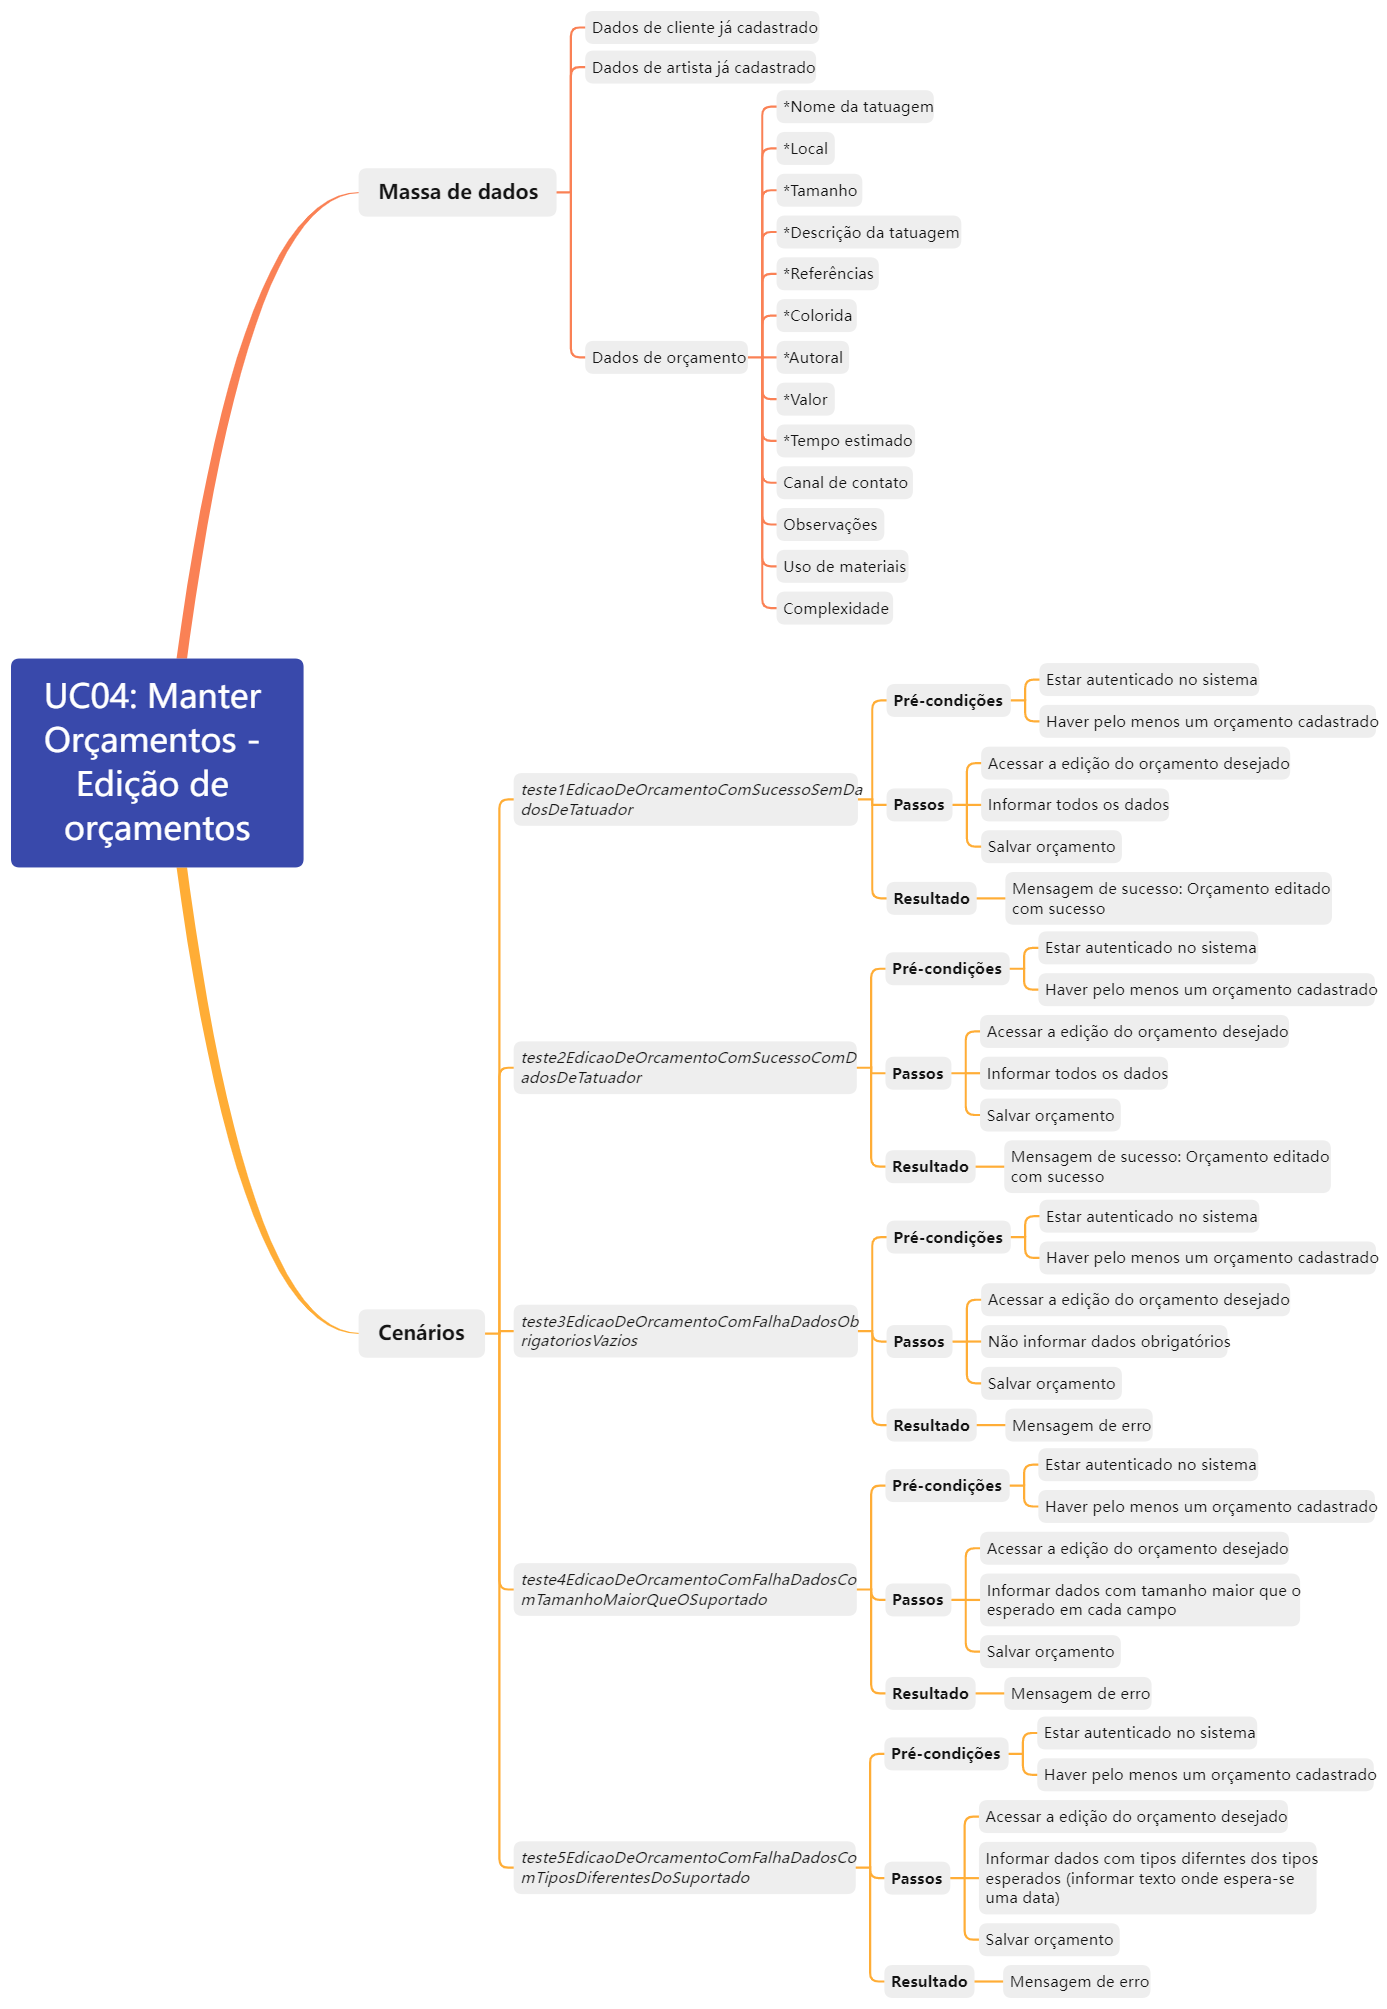 UC04: Manter
Orçamentos -
Edição de
orçamentos
Massa de dados
Dados de cliente já cadastrado
Dados de artista já cadastrado
Dados de orçamento
*Nome da tatuagem
*Local
*Tamanho
*Descrição da tatuagem
*Referências
*Colorida
*Autoral
*Valor
*Tempo estimado
Canal de contato
Observações
Uso de materiais
Complexidade
Cenários
teste1EdicaoDeOrcamentoComSucessoSemDa
dosDeTatuador
Pré-condições
Estar autenticado no sistema
Haver pelo menos um orçamento cadastrado
Passos
Acessar a edição do orçamento desejado
Informar todos os dados
Salvar orçamento
Resultado
Mensagem de sucesso: Orçamento editado
com sucesso
teste2EdicaoDeOrcamentoComSucessoComD
adosDeTatuador
Pré-condições
Estar autenticado no sistema
Haver pelo menos um orçamento cadastrado
Passos
Acessar a edição do orçamento desejado
Informar todos os dados
Salvar orçamento
Resultado
Mensagem de sucesso: Orçamento editado
com sucesso
teste3EdicaoDeOrcamentoComFalhaDadosOb
rigatoriosVazios
Pré-condições
Estar autenticado no sistema
Haver pelo menos um orçamento cadastrado
Passos
Acessar a edição do orçamento desejado
Não informar dados obrigatórios
Salvar orçamento
Resultado
Mensagem de erro
teste4EdicaoDeOrcamentoComFalhaDadosCo
mTamanhoMaiorQueOSuportado
Pré-condições
Estar autenticado no sistema
Haver pelo menos um orçamento cadastrado
Passos
Acessar a edição do orçamento desejado
Informar dados com tamanho maior que o
esperado em cada campo
Salvar orçamento
Resultado
Mensagem de erro
teste5EdicaoDeOrcamentoComFalhaDadosCo
mTiposDiferentesDoSuportado
Pré-condições
Estar autenticado no sistema
Haver pelo menos um orçamento cadastrado
Passos
Acessar a edição do orçamento desejado
Informar dados com tipos diferntes dos tipos
esperados (informar texto onde espera-se
uma data)
Salvar orçamento
Resultado
Mensagem de erro